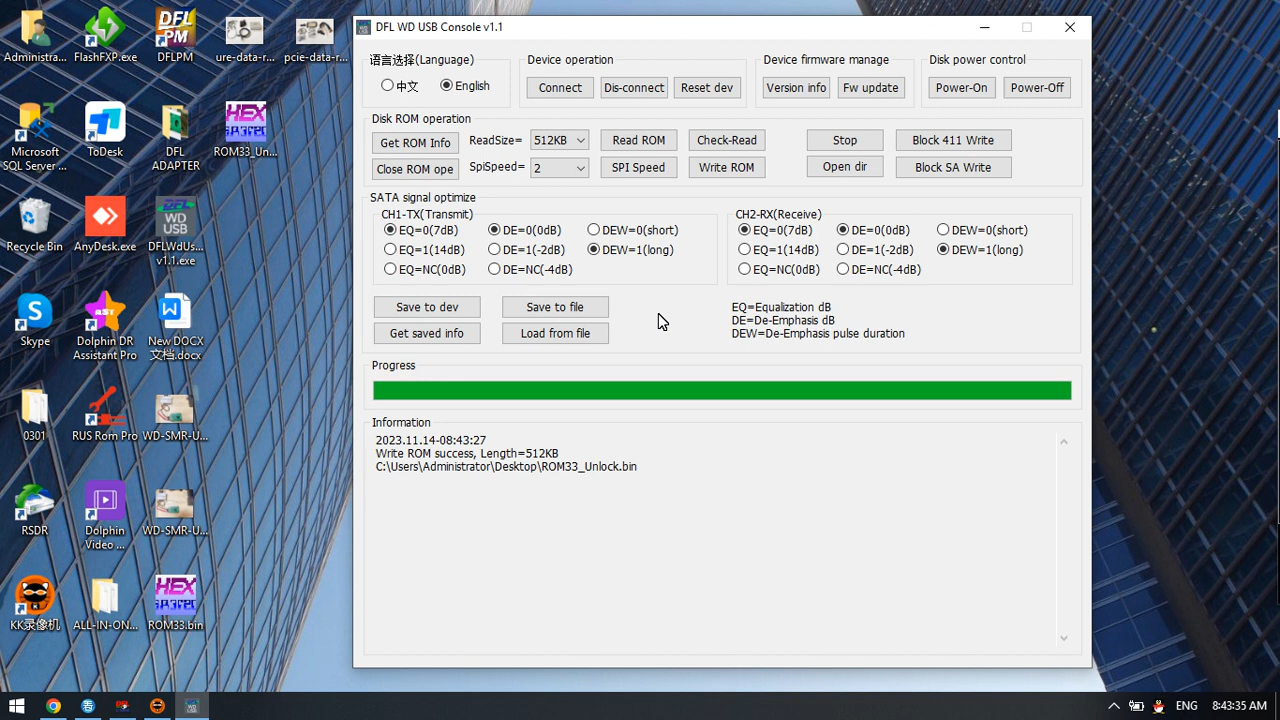 Administra...
FlashFXP.exe
DFLPM
ure-data-r...
pcie-data-r...
Microsoft
SQL Server ...
ToDesk
DFL
ADAPTER
ROM33_Un...
Recycle Bin
AnyDesk.exe
DFLWdUs...
v1.1.exe
Skype
Dolphin DR
Assistant Pro
New DOCX
文档.docx
0301
RUS Rom Pro
WD-SMR-U...
RSDR
Dolphin
Video ...
WD-SMR-U...
KK录像机
ALL-IN-ON...
ROM33.bin
DFL WD USB Console v1.1
语言选择(Language)
中文
English
Device operation
Connect
Dis-connect
Reset dev
Device firmware manage
Version info
Fw update
Disk power control
Power-On
Power-Off
Disk ROM operation
Get ROM Info
ReadSize=
512KB
Read ROM
Check-Read
Stop
Block 411 Write
Close ROM ope
SpiSpeed=
2
SPI Speed
Write ROM
Open dir
Block SA Write
SATA signal optimize
CH1-TX(Transmit)
EQ=0(7dB)
DE=0(0dB)
DEW=0(short)
EQ=1(14dB)
DE=1(-2dB)
DEW=1(long)
EQ=NC(0dB)
DE=NC(-4dB)
CH2-RX(Receive)
EQ=0(7dB)
DE=0(0dB)
DEW=0(short)
EQ=1(14dB)
DE=1(-2dB)
DEW=1(long)
EQ=NC(0dB)
DE=NC(-4dB)
Save to dev
Save to file
Get saved info
Load from file
EQ=Equalization dB
DE=De-Emphasis dB
DEW=De-Emphasis pulse duration
Progress
Information
2023.11.14-08:43:27
Write ROM success, Length=512KB
C:\Users\Administrator\Desktop\ROM33_Unlock.bin
ENG
8:43:35 AM